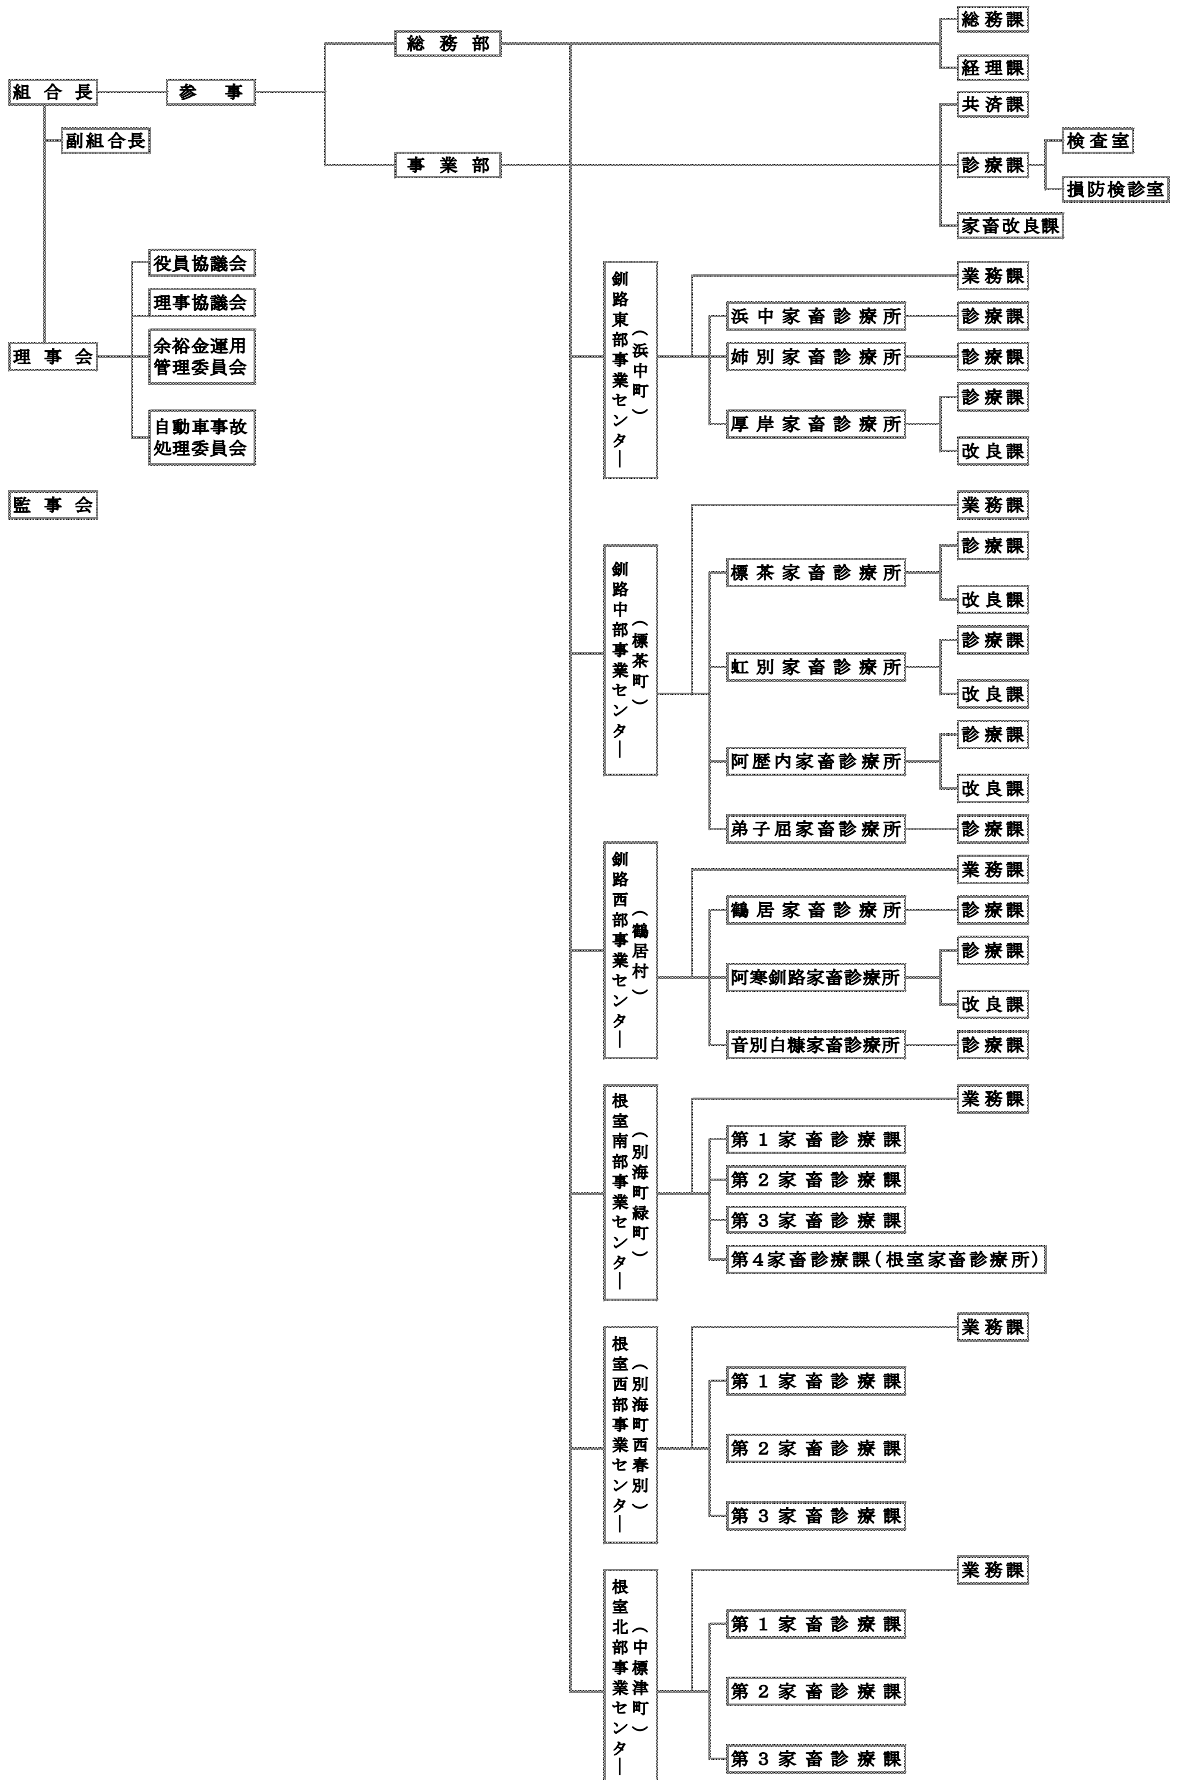 総務課
総務部
経理課
組合長
参事
共済課
副組合長
検査室
事業部
診療課
損防検診室
家畜改良課
役員協議会
理事協議会
理事会
余裕金運用
管理委員会
自動車事故
処理委員会
監事会
釧路東部事業センター
（浜中町）
業務課
浜中家畜診療所
診療課
姉別家畜診療所
診療課
厚岸家畜診療所
診療課
改良課
釧路中部事業センター
（標茶町）
業務課
標茶家畜診療所
診療課
改良課
虹別家畜診療所
診療課
改良課
阿歴内家畜診療所
診療課
改良課
弟子屈家畜診療所
診療課
釧路西部事業センター
（鶴居村）
業務課
鶴居家畜診療所
診療課
阿寒釧路家畜診療所
診療課
改良課
音別白糠家畜診療所
診療課
根室南部事業センター
（別海町緑町）
業務課
第1家畜診療課
第2家畜診療課
第3家畜診療課
第4家畜診療課(根室家畜診療所)
根室西部事業センター
（別海町西春別）
業務課
第1家畜診療課
第2家畜診療課
第3家畜診療課
根室北部事業センター
（中標津町）
業務課
第1家畜診療課
第2家畜診療課
第3家畜診療課